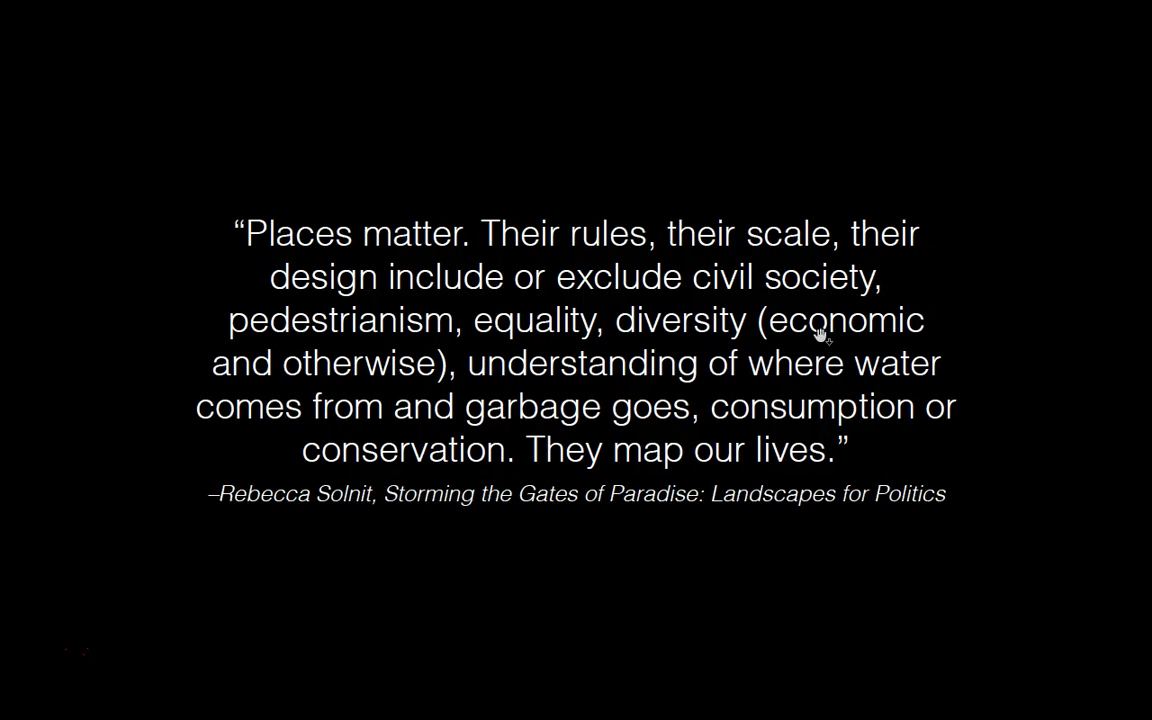 “Places matter. Their rules, their scale, their
design include or exclude civil society,
pedestrianism, equality, diversity (economic
and otherwise), understanding of where water
comes from and garbage goes, consumption or
conservation. They map our lives.”
–Rebecca Solnit, Storming the Gates of Paradise: Landscapes for Politics